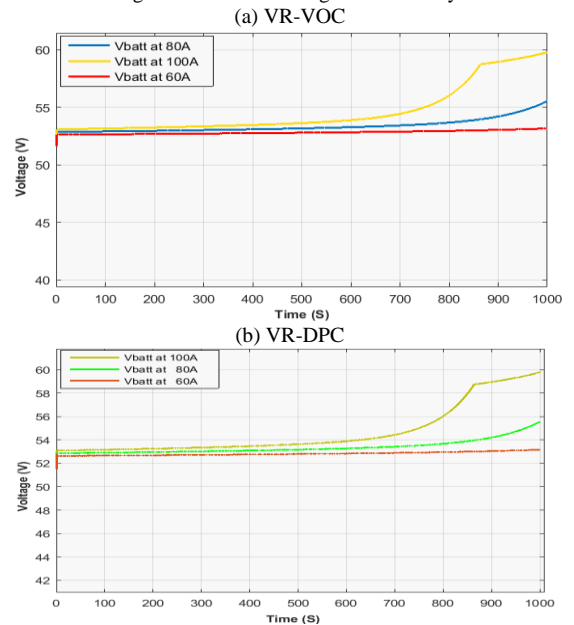 (a) VR-VOC
Vbatt at 80A
Vbatt at 100A
Vbatt at 60A
60
55
50
45
40
Voltage (V)
0 100 200 300 400 500 600 700 800 900 1000
Time (S)
(b) VR-DPC
Vbatt at 100A
Vbatt at 80A
Vbatt at 60A
60
58
56
54
52
50
48
46
44
42
Voltage (V)
0 100 200 300 400 500 600 700 800 900 1000
Time (S)